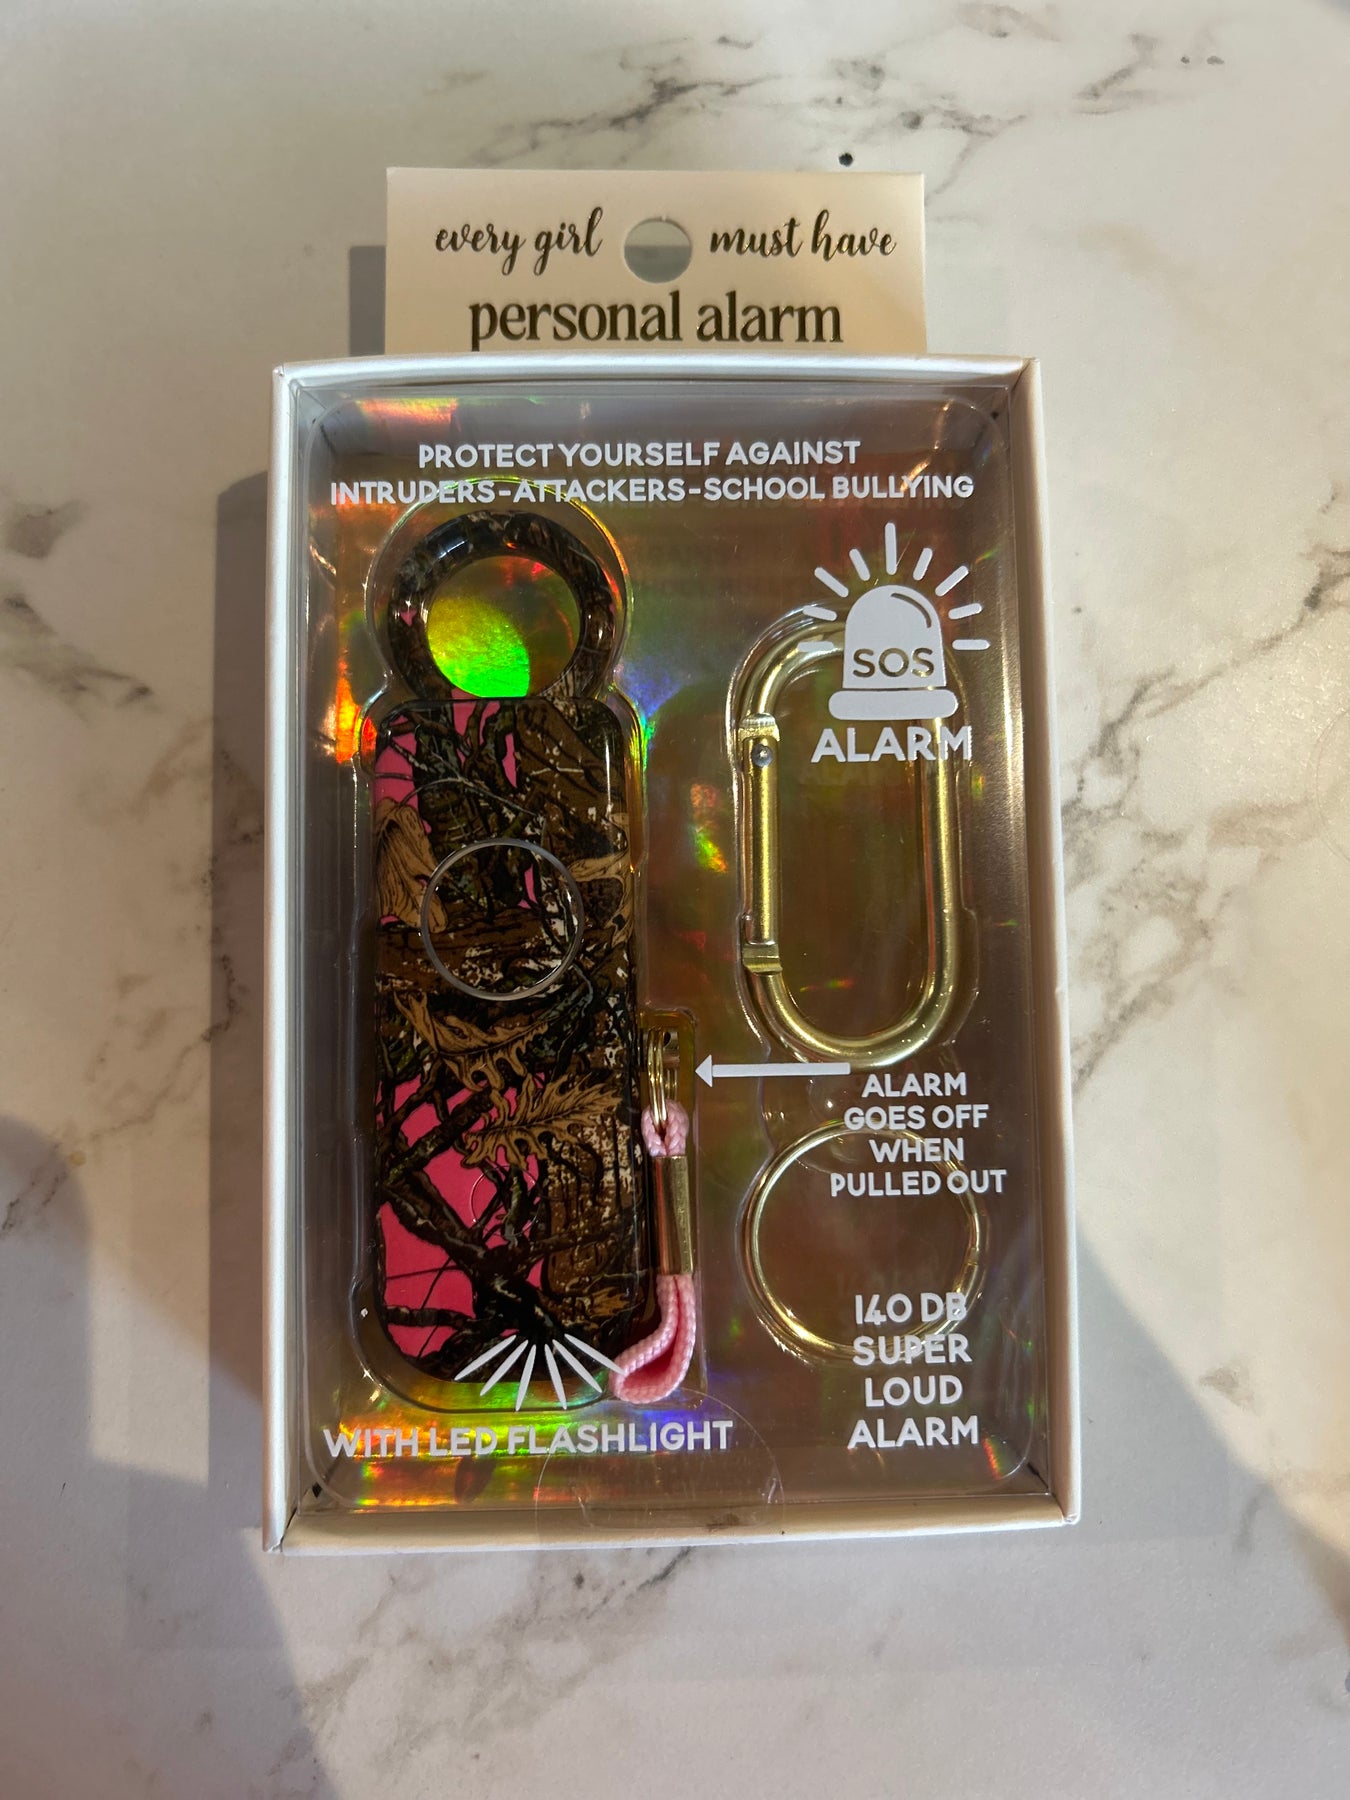 every girl must have
personal alarm
PROTECT YOURSELF AGAINST
INTRUDERS-ATTACKERS-SCHOOL BULLYING
SOS
ALARM
ALARM
GOES OFF
WHEN
PULLED OUT
140 DB
SUPER
LOUD
ALARM
WITH LED FLASHLIGHT